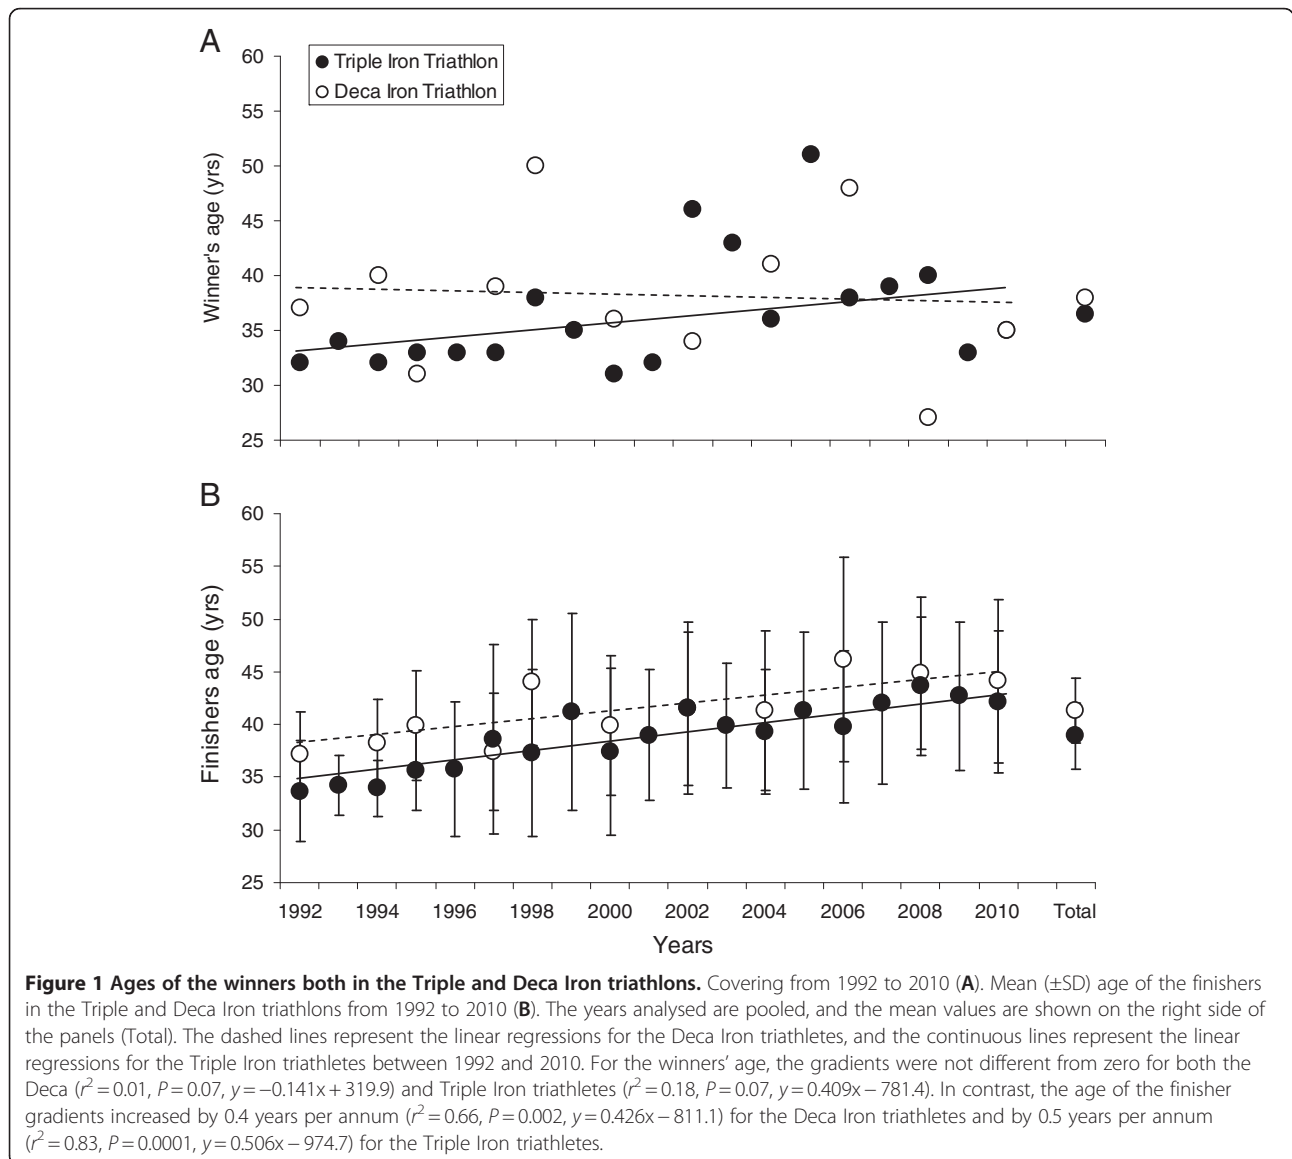 A
60
55
50
45
40
35
30
25
Winner's age (yrs)
Triple Iron Triathlon
Deca Iron Triathlon
B
60
55
50
45
40
35
30
25
Finishers age (yrs)
1992 1994 1996 1998 2000 2002 2004 2006 2008 2010 Total
Years
Figure 1 Ages of the winners both in the Triple and Deca Iron triathlons. Covering from 1992 to 2010 (A). Mean (±SD) age of the finishers
in the Triple and Deca Iron triathlons from 1992 to 2010 (B). The years analysed are pooled, and the mean values are shown on the right side of
the panels (Total). The dashed lines represent the linear regressions for the Deca Iron triathletes, and the continuous lines represent the linear
regressions for the Triple Iron triathletes between 1992 and 2010. For the winners’ age, the gradients were not different from zero for both the
Deca (r² = 0.01, P = 0.07, y = −0.141x + 319.9) and Triple Iron triathletes (r² = 0.18, P = 0.07, y = 0.409x − 781.4). In contrast, the age of the finisher
gradients increased by 0.4 years per annum (r² = 0.66, P = 0.002, y = 0.426x − 811.1) for the Deca Iron triathletes and by 0.5 years per annum
(r² = 0.83, P = 0.0001, y = 0.506x − 974.7) for the Triple Iron triathletes.